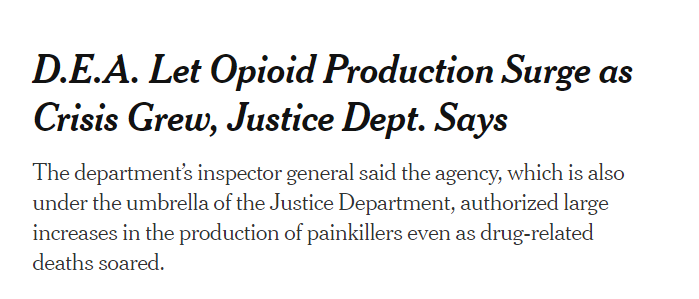 D.E.A. Let Opioid Production Surge as
Crisis Grew, Justice Dept. Says
The department’s inspector general said the agency, which is also
under the umbrella of the Justice Department, authorized large
increases in the production of painkillers even as drug-related
deaths soared.